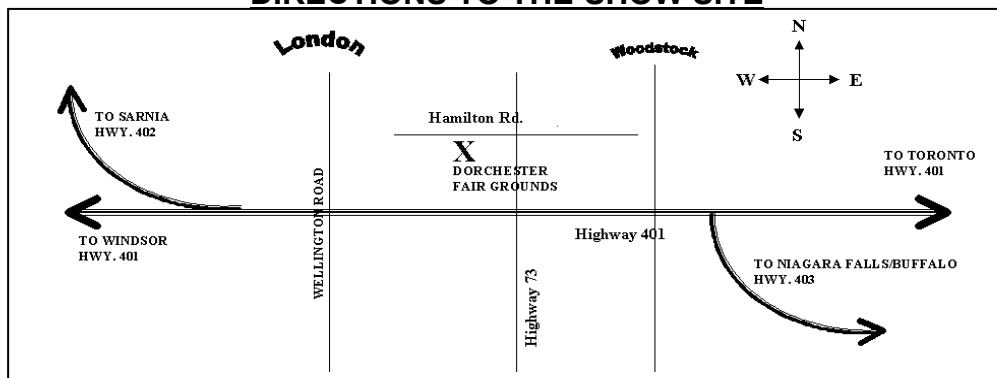 DIRECTIONS TO THE SHOW SITE
London
Woodstock
N
W
E
S
TO SARNIA
HWY. 402
Hamilton Rd.
X
DORCHESTER
FAIR GROUNDS
TO TORONTO
HWY. 401
WELLINGTON ROAD
TO WINDSOR
HWY. 401
Highway 401
Highway 73
TO NIAGARA FALLS/BUFFALO
HWY. 403